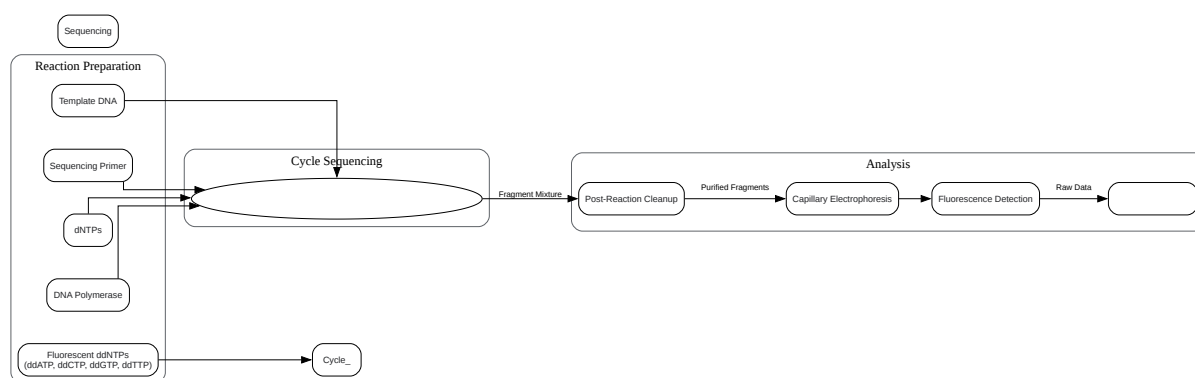 Sequencing
Reaction Preparation
Template DNA
Sequencing Primer
dNTPs
DNA Polymerase
Fluorescent ddNTPs
(ddATP, ddCTP, ddGTP, ddTTP)
Cycle Sequencing
Cycle_
Fragment Mixture
Analysis
Post-Reaction Cleanup
Purified Fragments
Capillary Electrophoresis
Fluorescence Detection
Raw Data